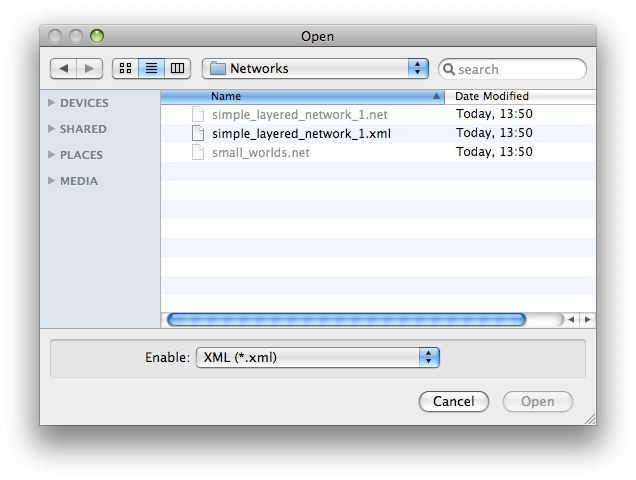 Open
Networks
search
Name Date Modified
DEVICES
SHARED
PLACES
MEDIA
simple_layered_network_1.net Today, 13:50
simple_layered_network_1.xml Today, 13:50
small_worlds.net Today, 13:50
Enable: XML (*.xml)
Cancel Open